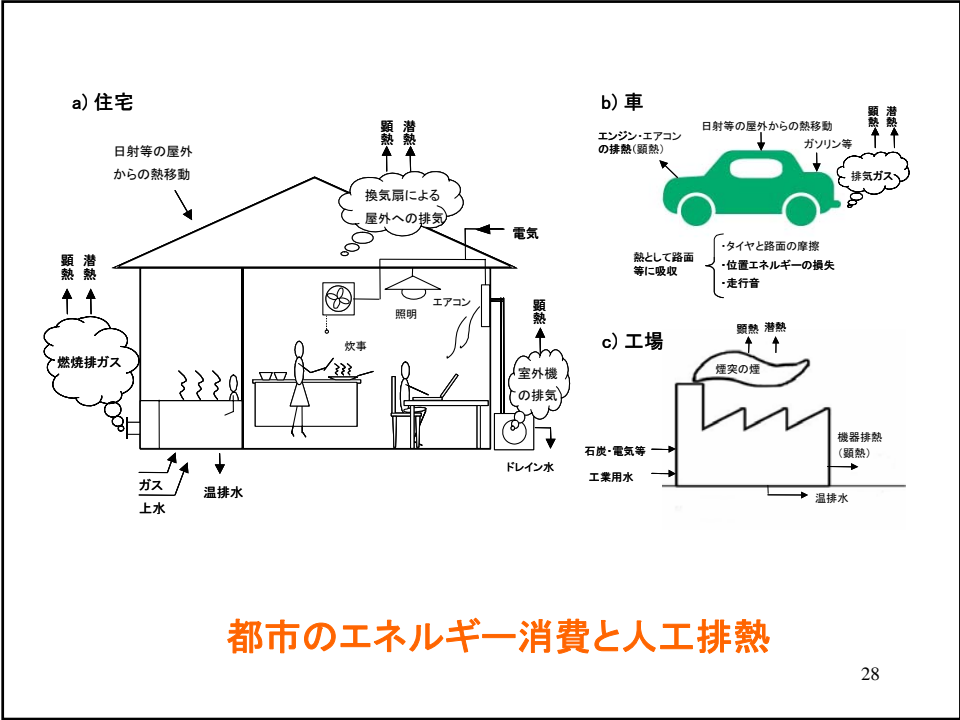 a) 住宅
日射等の屋外
からの熱移動
顕熱
潜熱
換気扇による
屋外への排気
電気
顕熱
潜熱
燃焼排ガス
照明
エアコン
炊事
顕熱
室外機
の排気
ドレイン水
ガス
上水
温排水
b) 車
エンジン・エアコン
の排熱(顕熱)
日射等の屋外からの熱移動
ガソリン等
顕熱
潜熱
排気ガス
熱として路面
等に吸収
・タイヤと路面の摩擦
・位置エネルギーの損失
・走行音
c) 工場
顕熱
潜熱
煙突の煙
石炭・電気等
工業用水
機器排熱
(顕熱)
温排水
都市のエネルギー消費と人工排熱
28